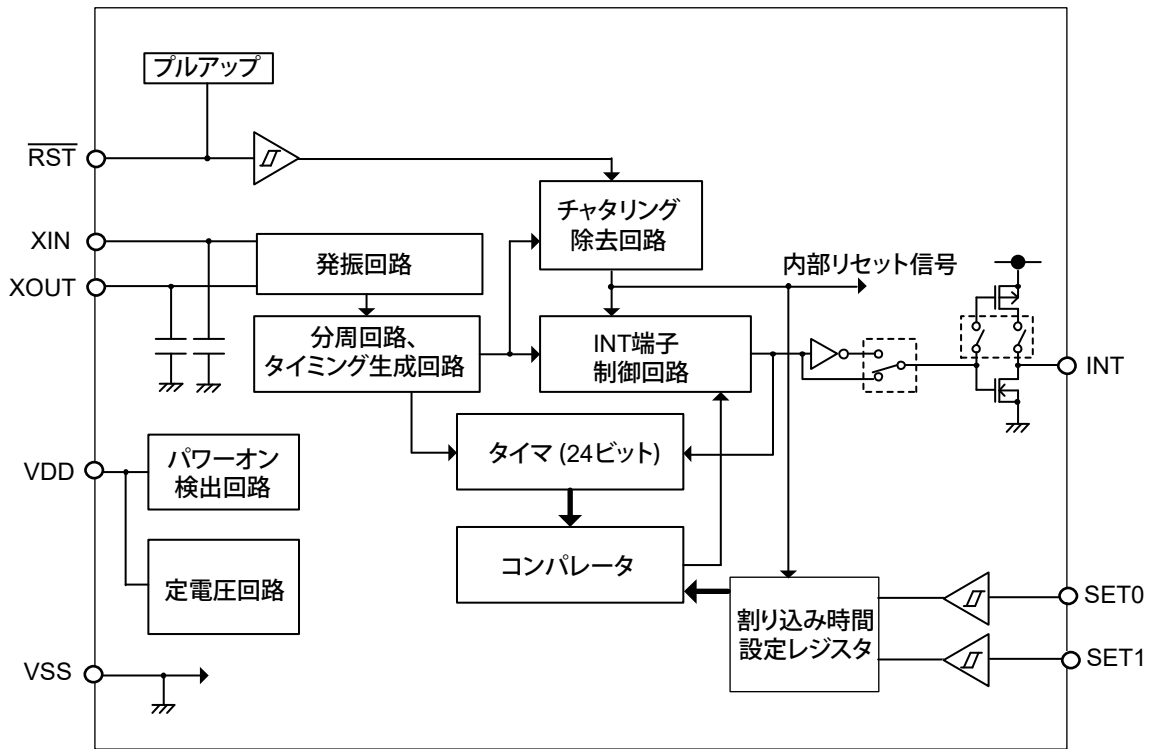 プルアップ
RST
チャタリング
除去回路
XIN
発振回路
内部リセット信号
XOUT
分周回路、
タイミング生成回路
INT端子
制御回路
INT
タイマ (24ビット)
VDD
パワーオン
検出回路
コンパレータ
定電圧回路
割り込み時間
設定レジスタ
SET0
SET1
VSS